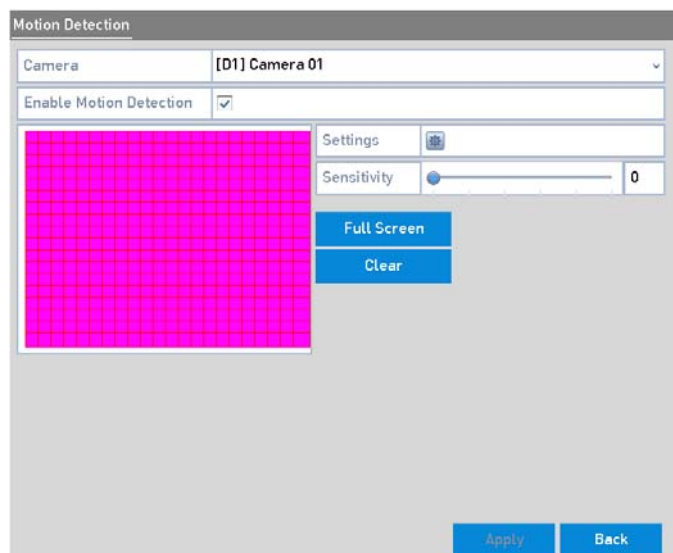 Motion Detection
Camera [D1] Camera 01
Enable Motion Detection
Settings
Sensitivity 0
Full Screen
Clear
Apply Back